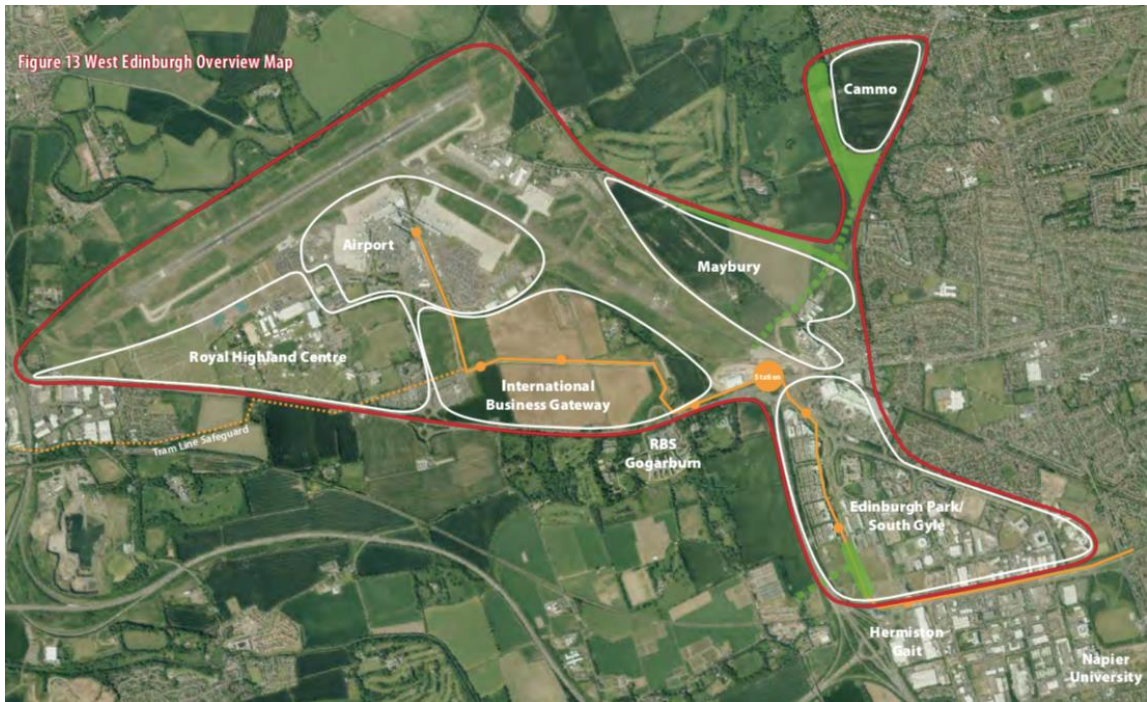 Figure 13 West Edinburgh Overview Map
Cammo
Airport
Maybury
Royal Highland Centre
International
Business Gateway
Station
Tram Line Safeguard
RBS
Gogarburn
Edinburgh Park/
South Gyle
Hermiston
Gait
Napier
University